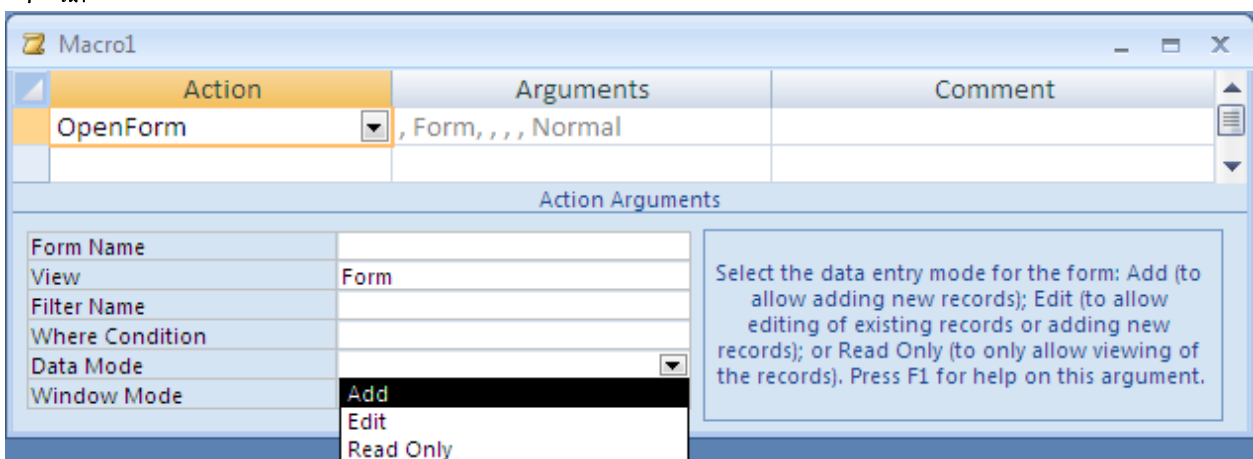 Macro1
Action Arguments Comment
OpenForm , Form, , , , Normal
Action Arguments
Form Name
View Form
Filter Name
Where Condition
Data Mode
Window Mode
Add
Edit
Read Only
Select the data entry mode for the form: Add (to
allow adding new records); Edit (to allow
editing of existing records or adding new
records); or Read Only (to only allow viewing of
the records). Press F1 for help on this argument.